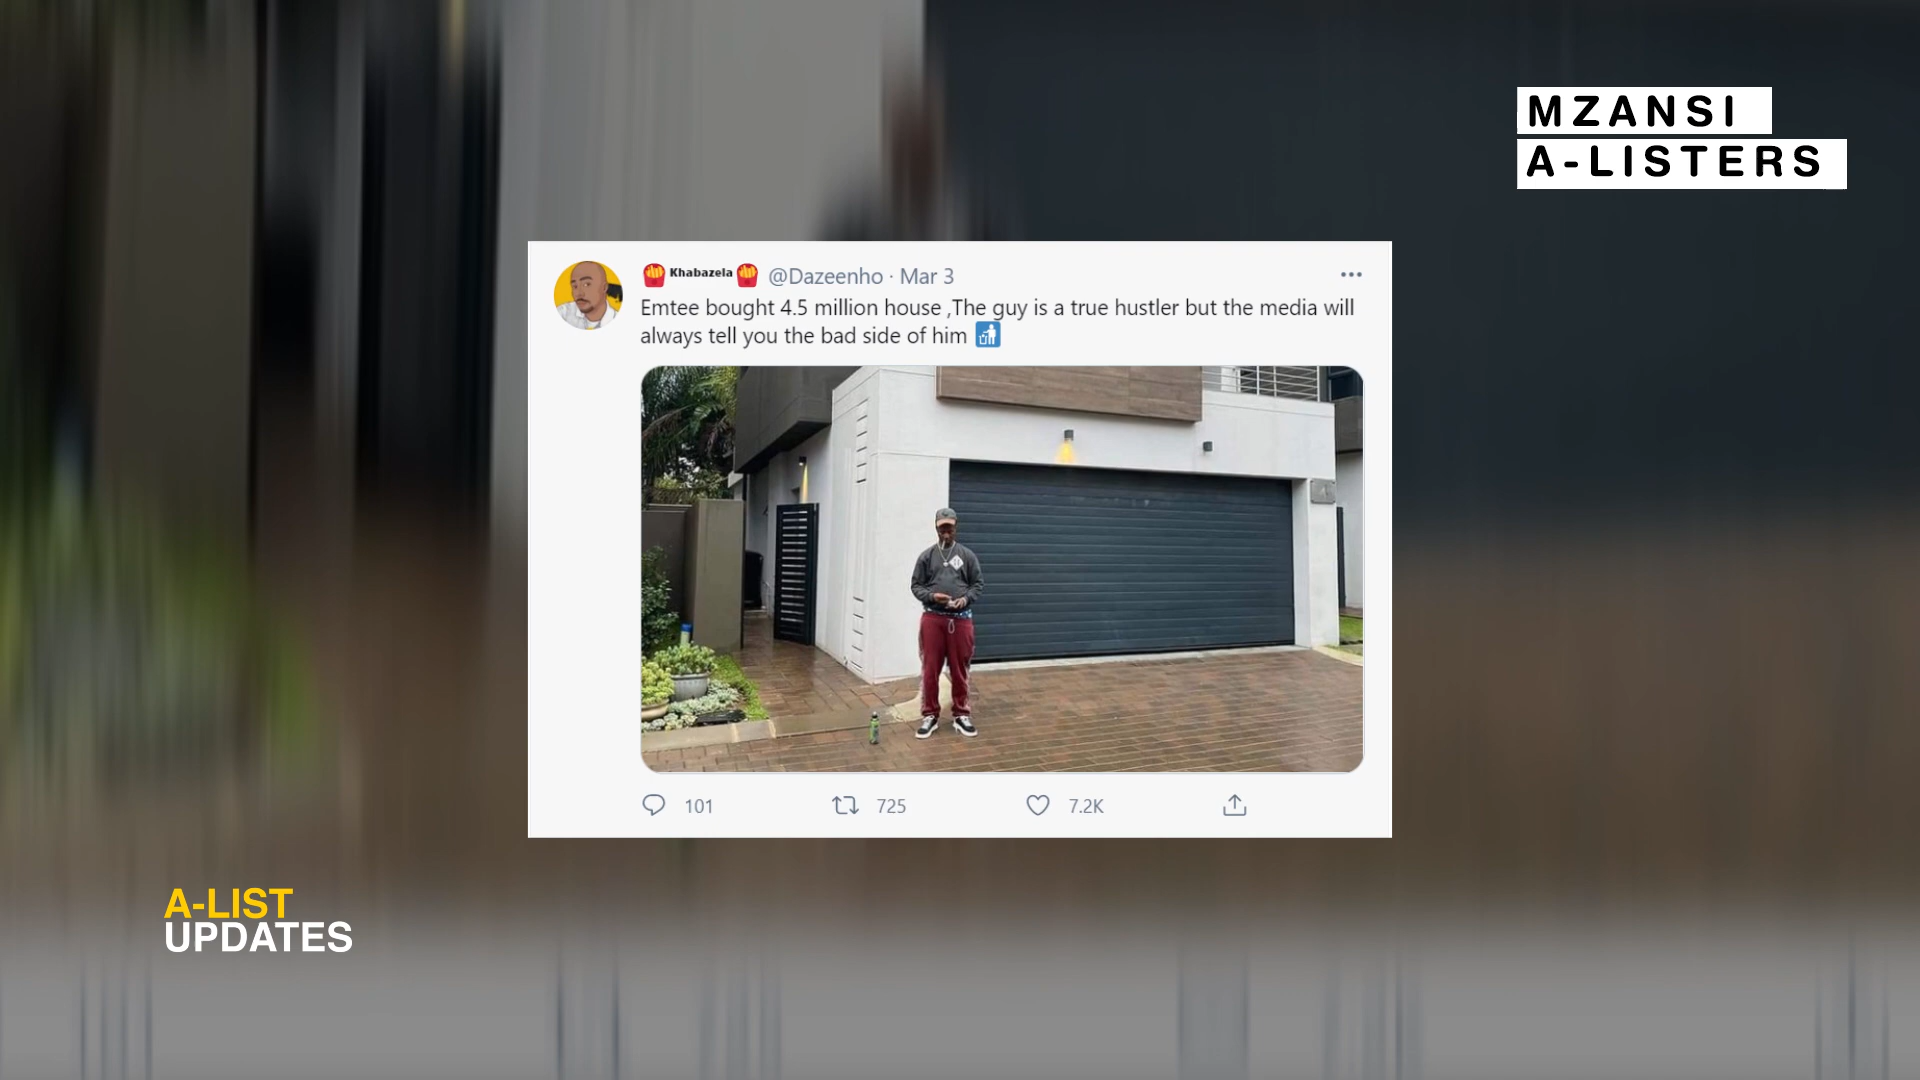 MZANSI
A-LISTERS
🍟 Khabazela 🍟 @Dazeenho · Mar 3
Emtee bought 4.5 million house ,The guy is a true hustler but the media will
always tell you the bad side of him 🚮
101 725 7.2K
A-LIST
UPDATES